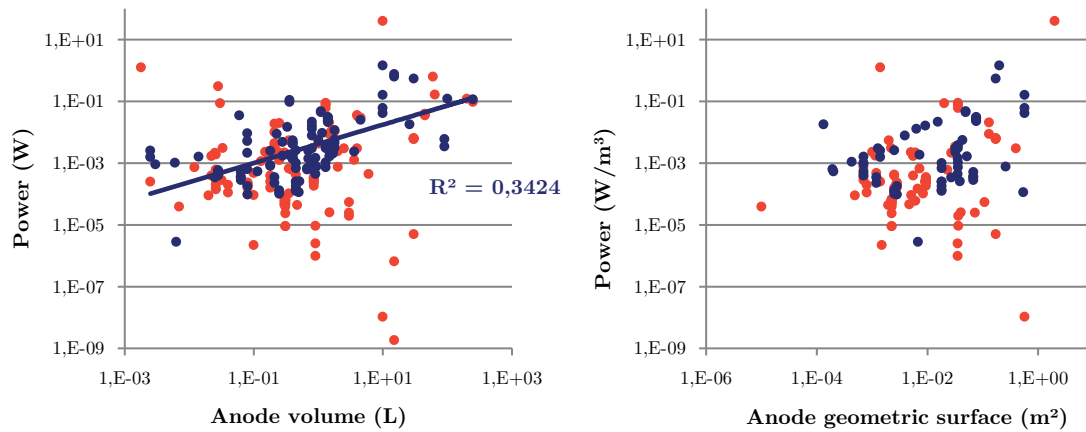 1,E+01
1,E-01
1,E-03
1,E-05
1,E-07
1,E-09
Power (W)
R² = 0,3424
1,E-03
1,E-01
1,E+01
1,E+03
Anode volume (L)
1,E+01
1,E-01
1,E-03
1,E-05
1,E-07
1,E-09
Power (W/m³)
1,E-06
1,E-04
1,E-02
1,E+00
Anode geometric surface (m²)